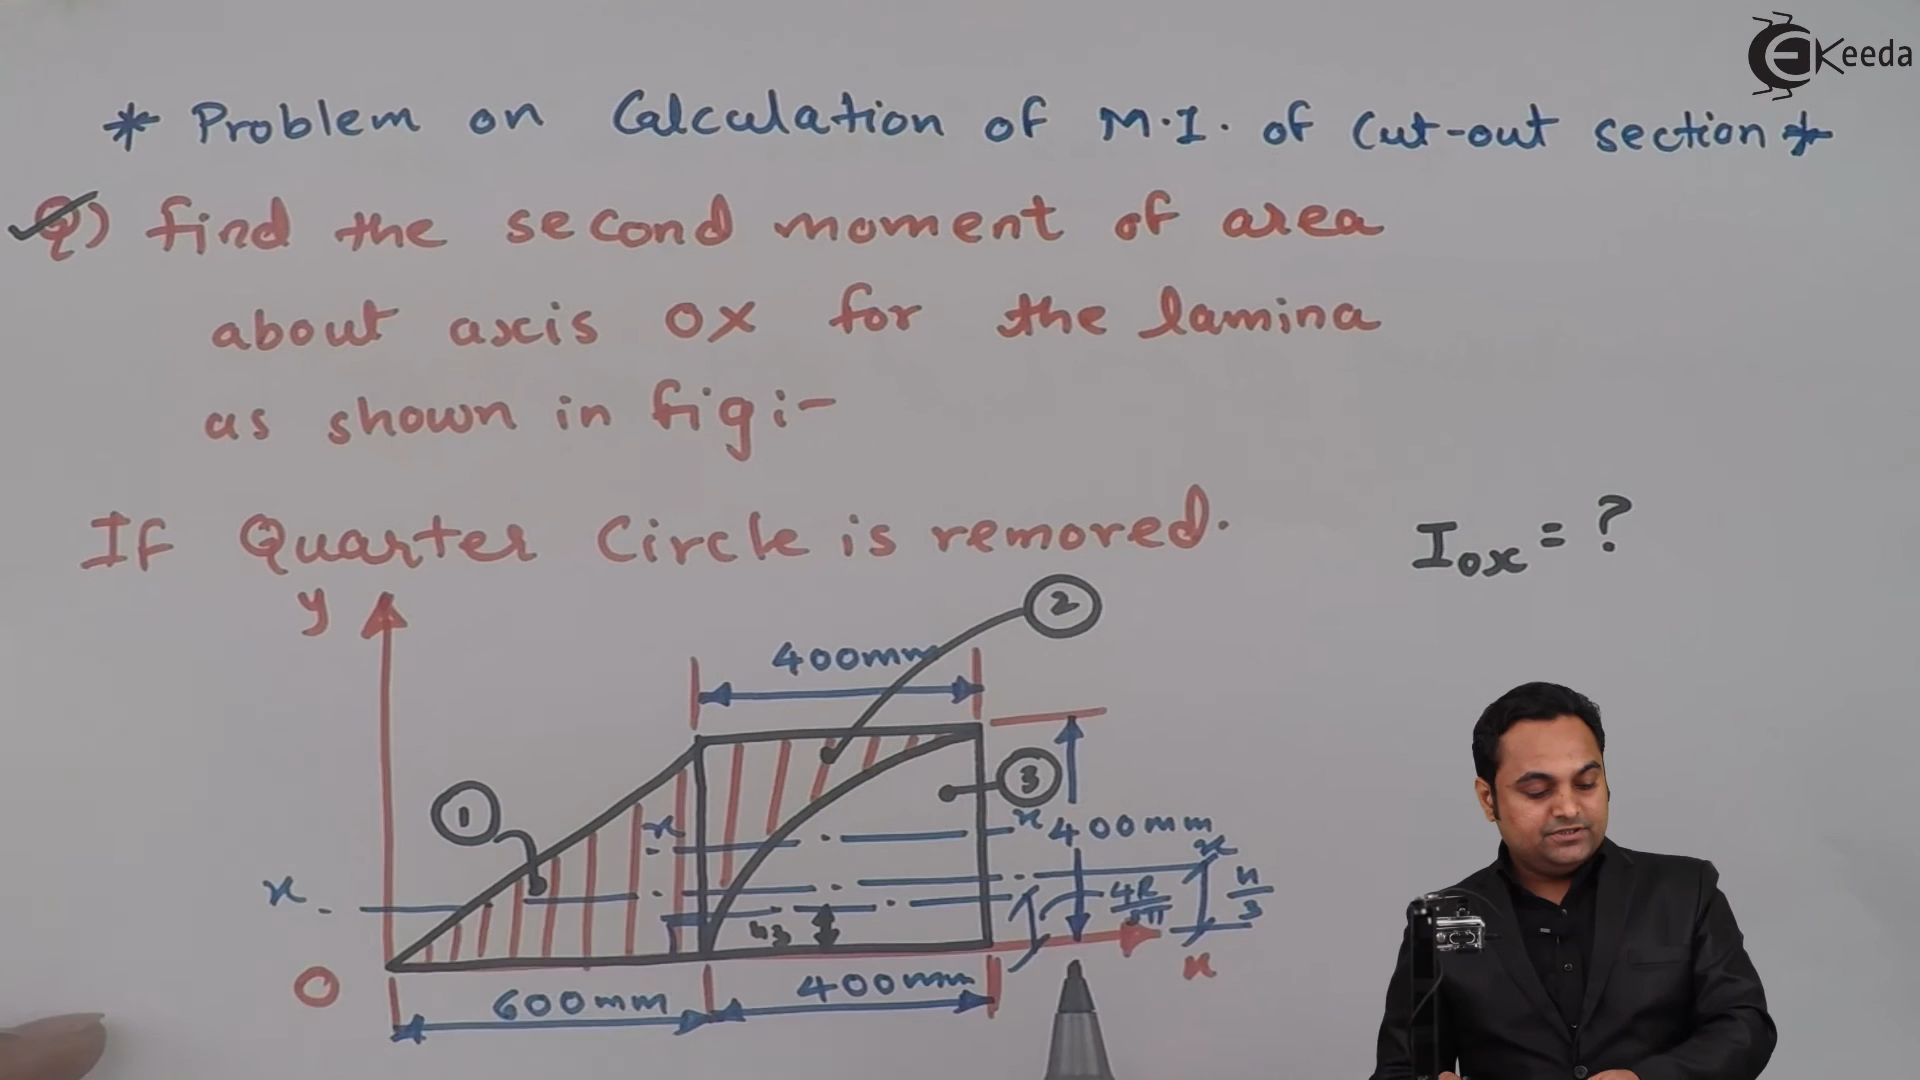 EKeeda
* Problem on Calculation of M.I. of Cut-out section *
Q) find the second moment of area
about axis ox for the lamina
as shown in fig:-
If Quarter Circle is removed.
I ox = ?
y
2
400mm
1
3
x
x
400mm
x
x
4R/3π
h/3
h/3
O
x
600mm
400mm